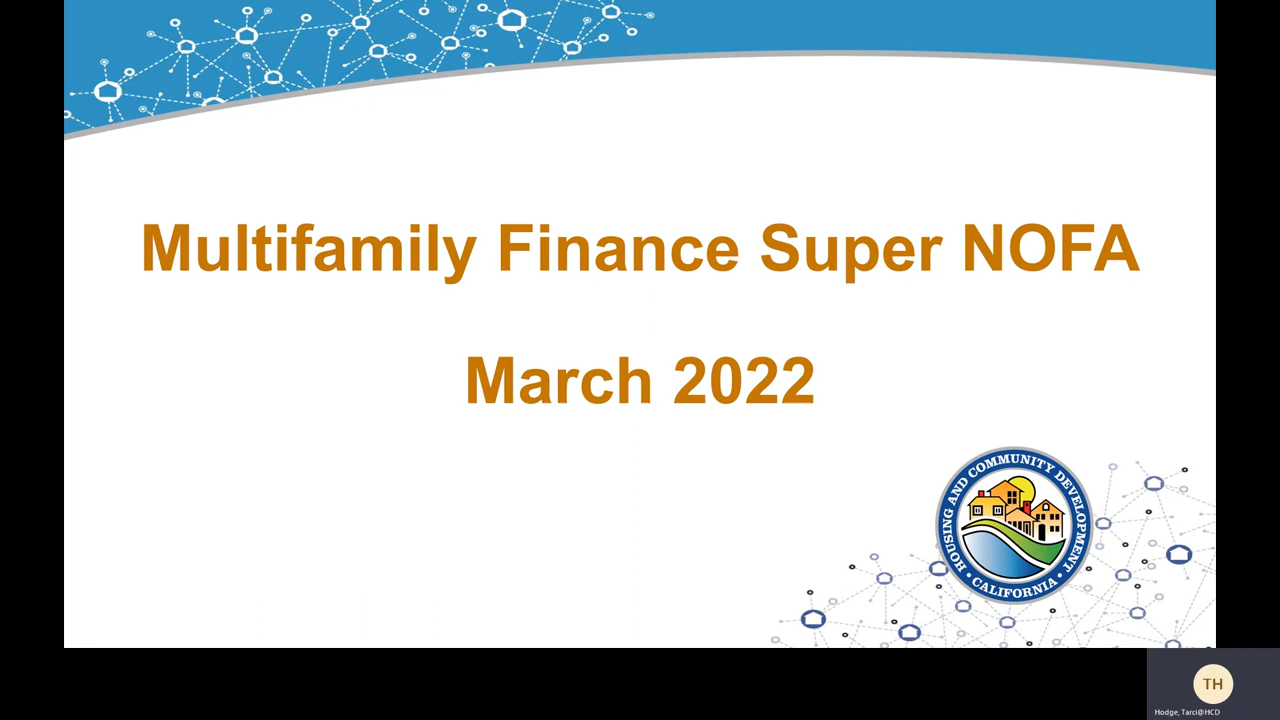 Multifamily Finance Super NOFA
March 2022
HOUSING AND COMMUNITY DEVELOPMENT
• CALIFORNIA •
TH
Hodge, Tarci@HCD